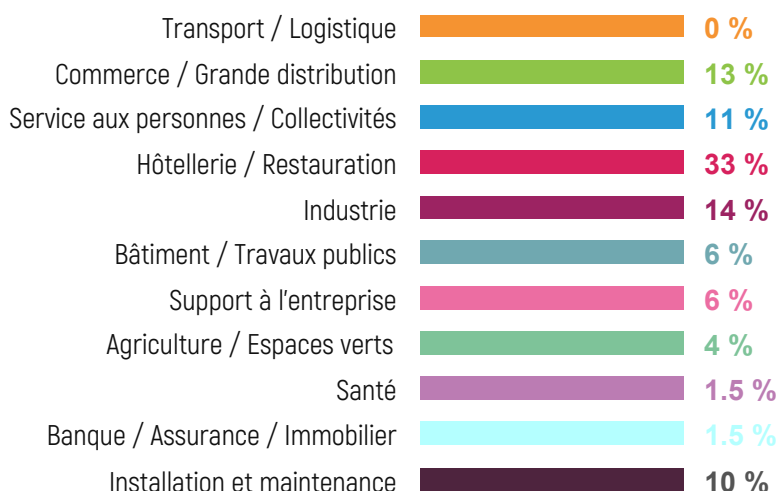 Transport / Logistique 0 %
Commerce / Grande distribution 13 %
Service aux personnes / Collectivités 11 %
Hôtellerie / Restauration 33 %
Industrie 14 %
Bâtiment / Travaux publics 6 %
Support à l'entreprise 6 %
Agriculture / Espaces verts 4 %
Santé 1.5 %
Banque / Assurance / Immobilier 1.5 %
Installation et maintenance 10 %